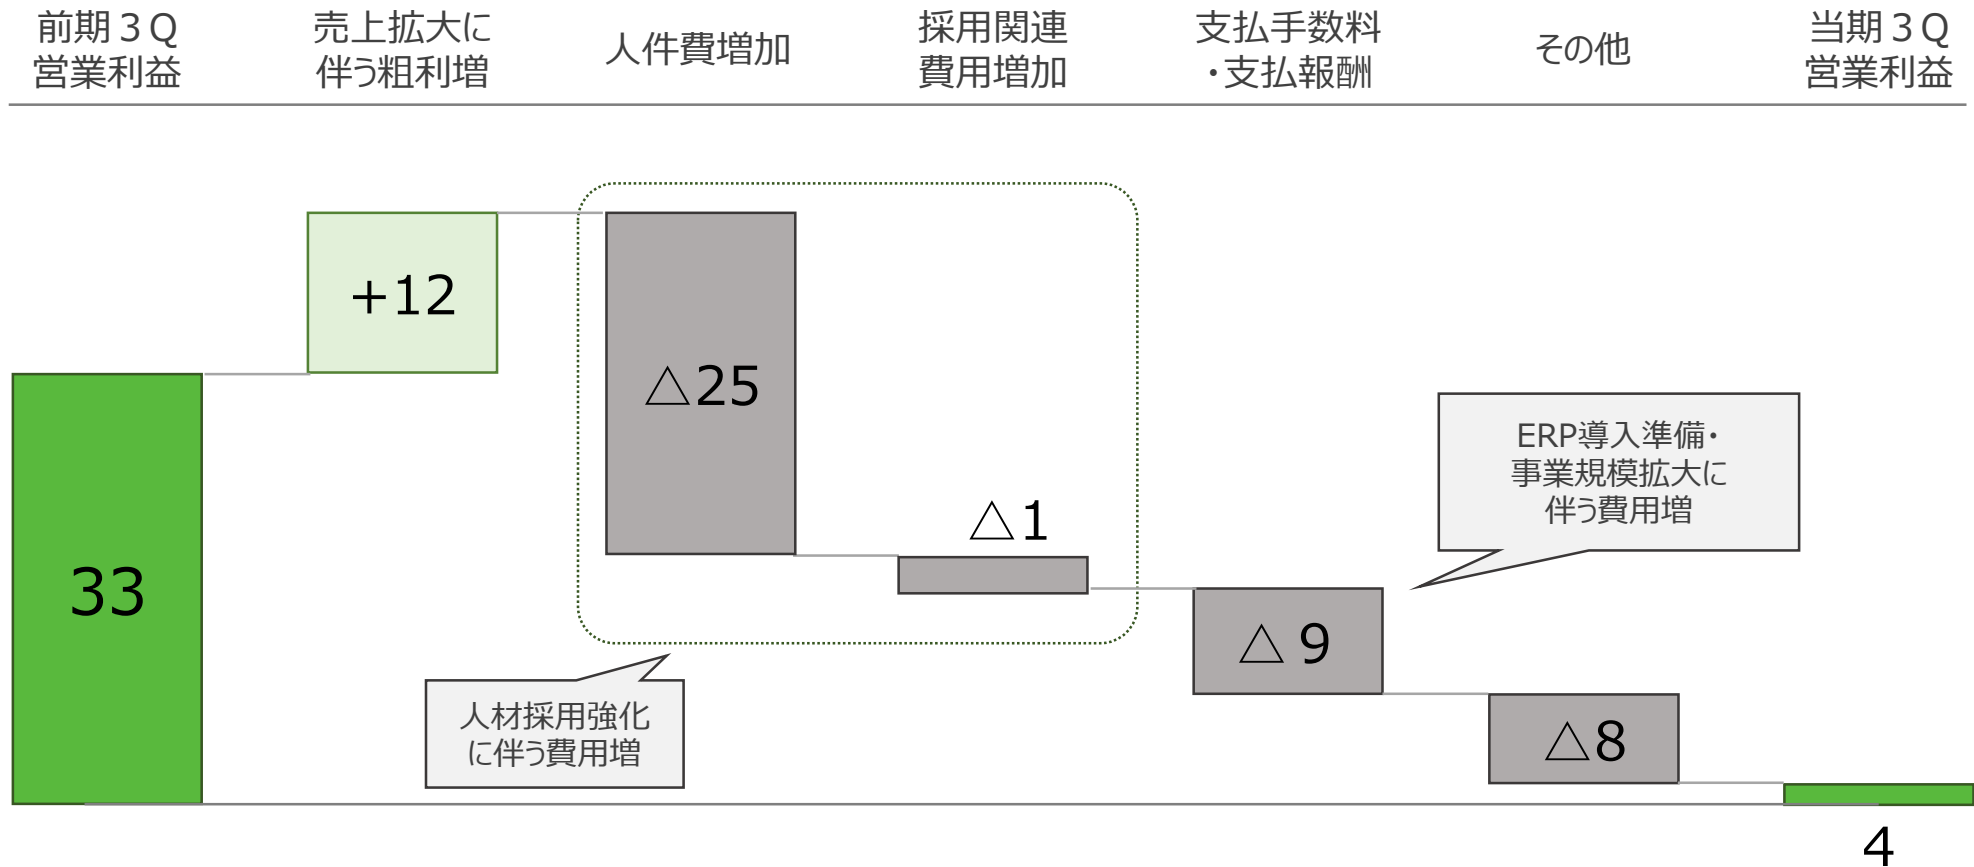 前期３Q
営業利益
売上拡大に
伴う粗利増
人件費増加
採用関連
費用増加
支払手数料
・支払報酬
その他
当期３Q
営業利益
33
+12
△25
△1
△ 9
△8
4
人材採用強化
に伴う費用増
ERP導入準備・
事業規模拡大に
伴う費用増